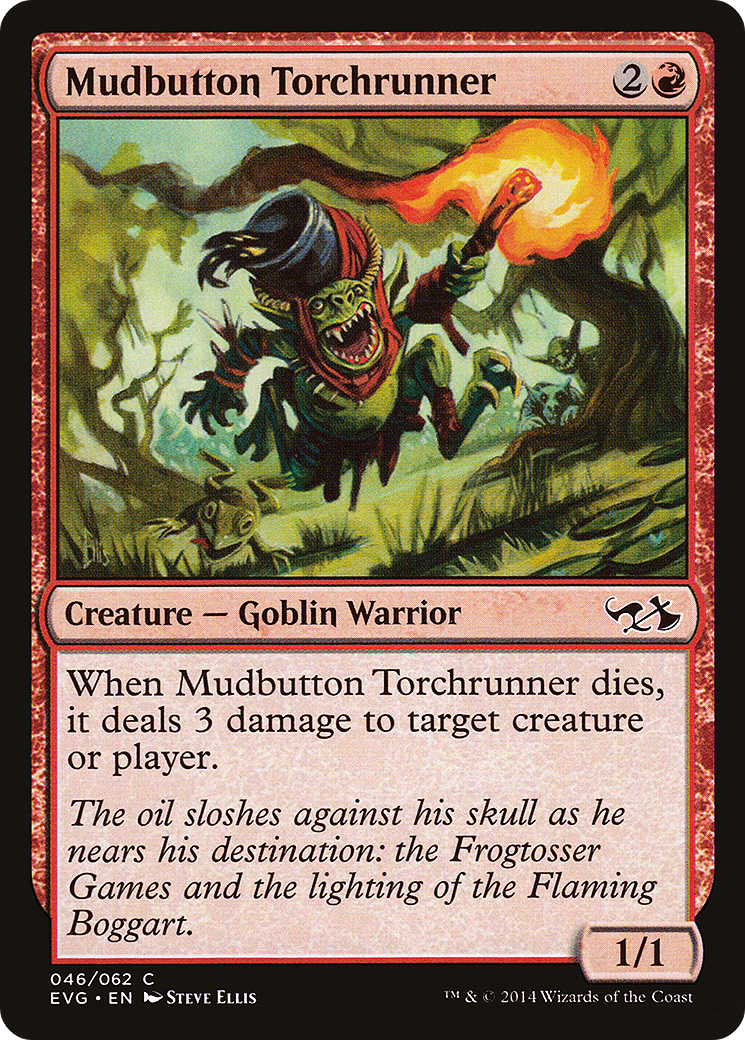 Mudbutton Torchrunner 2
Creature — Goblin Warrior
When Mudbutton Torchrunner dies,
it deals 3 damage to target creature
or player.
The oil sloshes against his skull as he
nears his destination: the Frogtosser
Games and the lighting of the Flaming
Boggart.
1/1
046/062 C
EVG • EN Steve Ellis
™ & © 2014 Wizards of the Coast